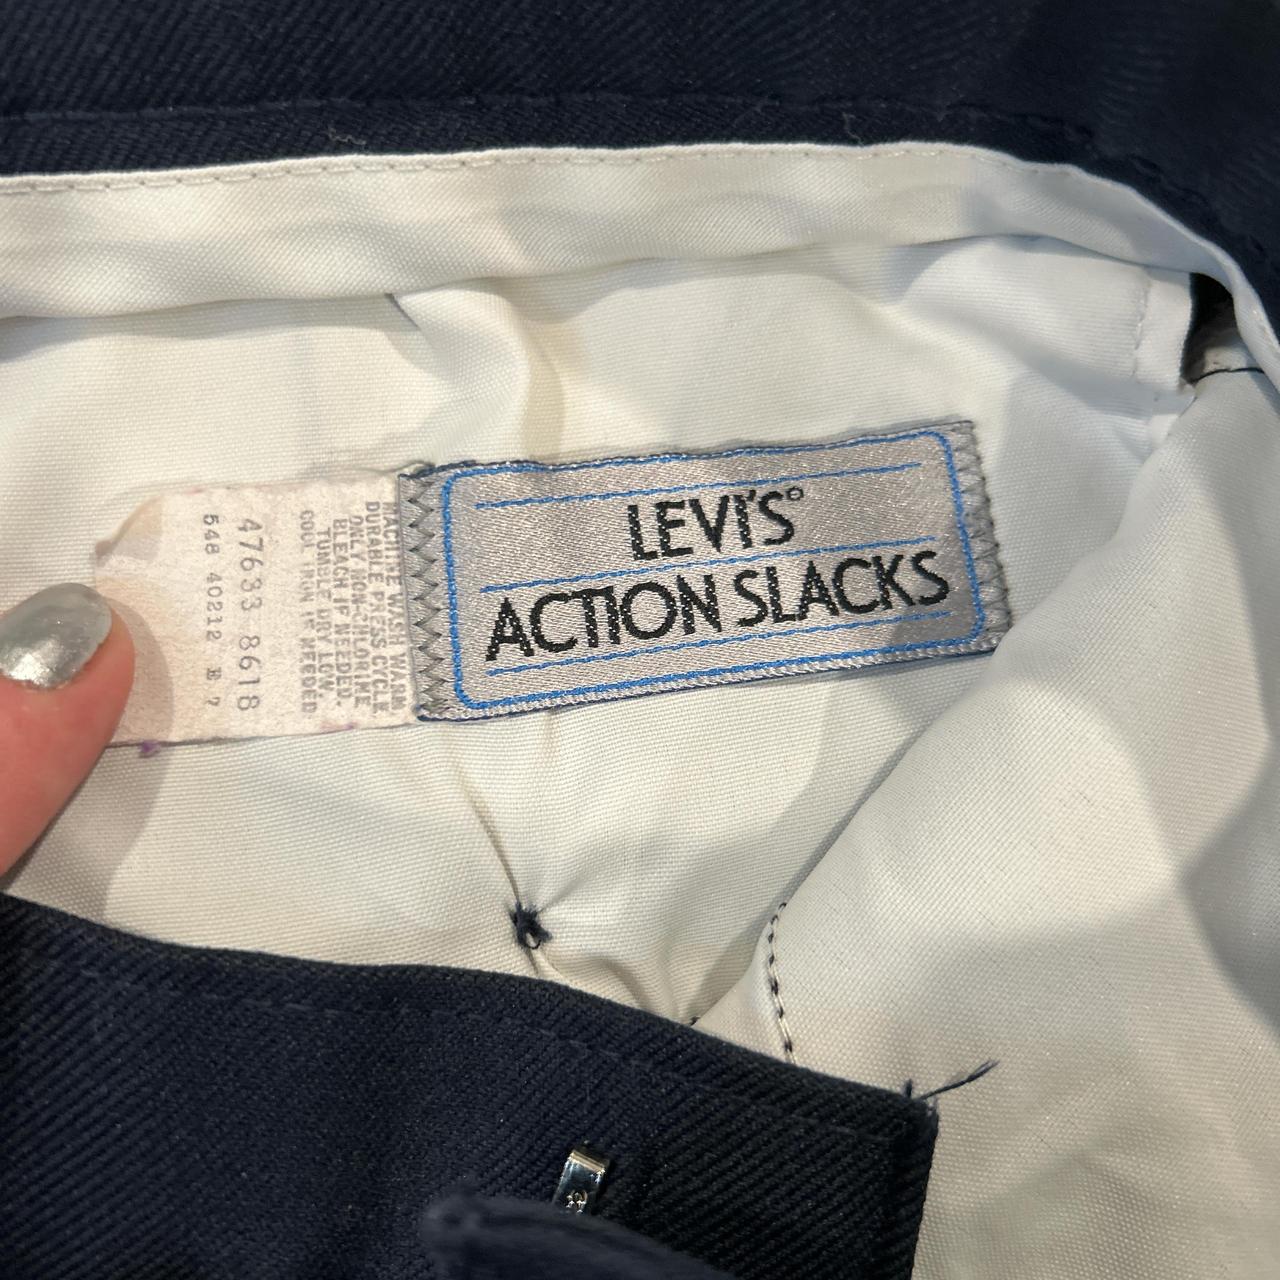 LEVI'S®
ACTION SLACKS
MACHINE WASH WARM
DURABLE PRESS CYCLE
ONLY NON-CHLORINE
BLEACH IF NEEDED.
TUMBLE DRY LOW.
COOL IRON IF NEEDED
47633 8618
548 40212 E 7